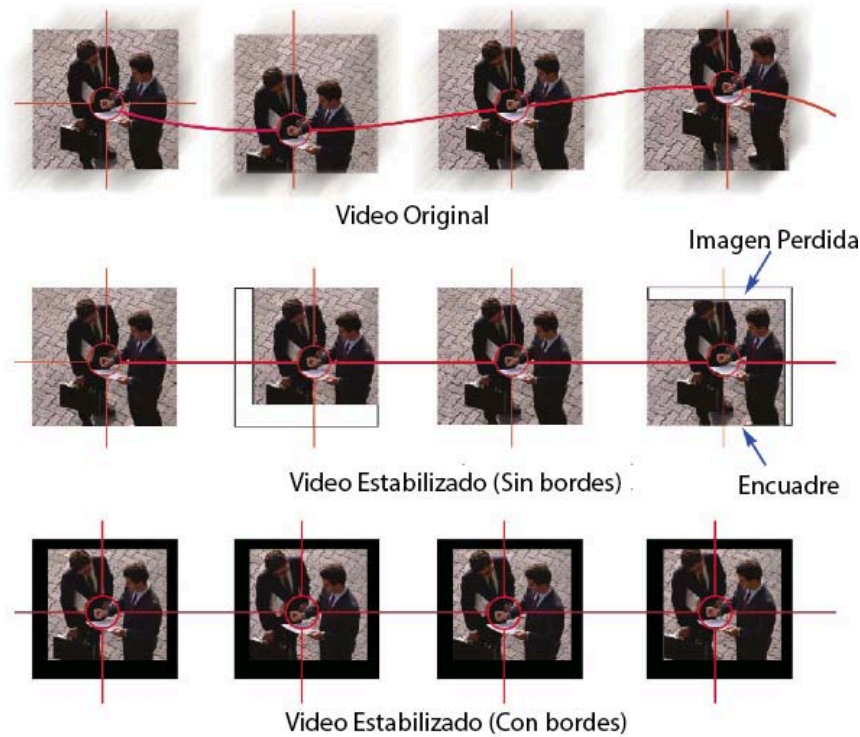 Video Original
Imagen Perdida
Video Estabilizado (Sin bordes)
Encuadre
Video Estabilizado (Con bordes)